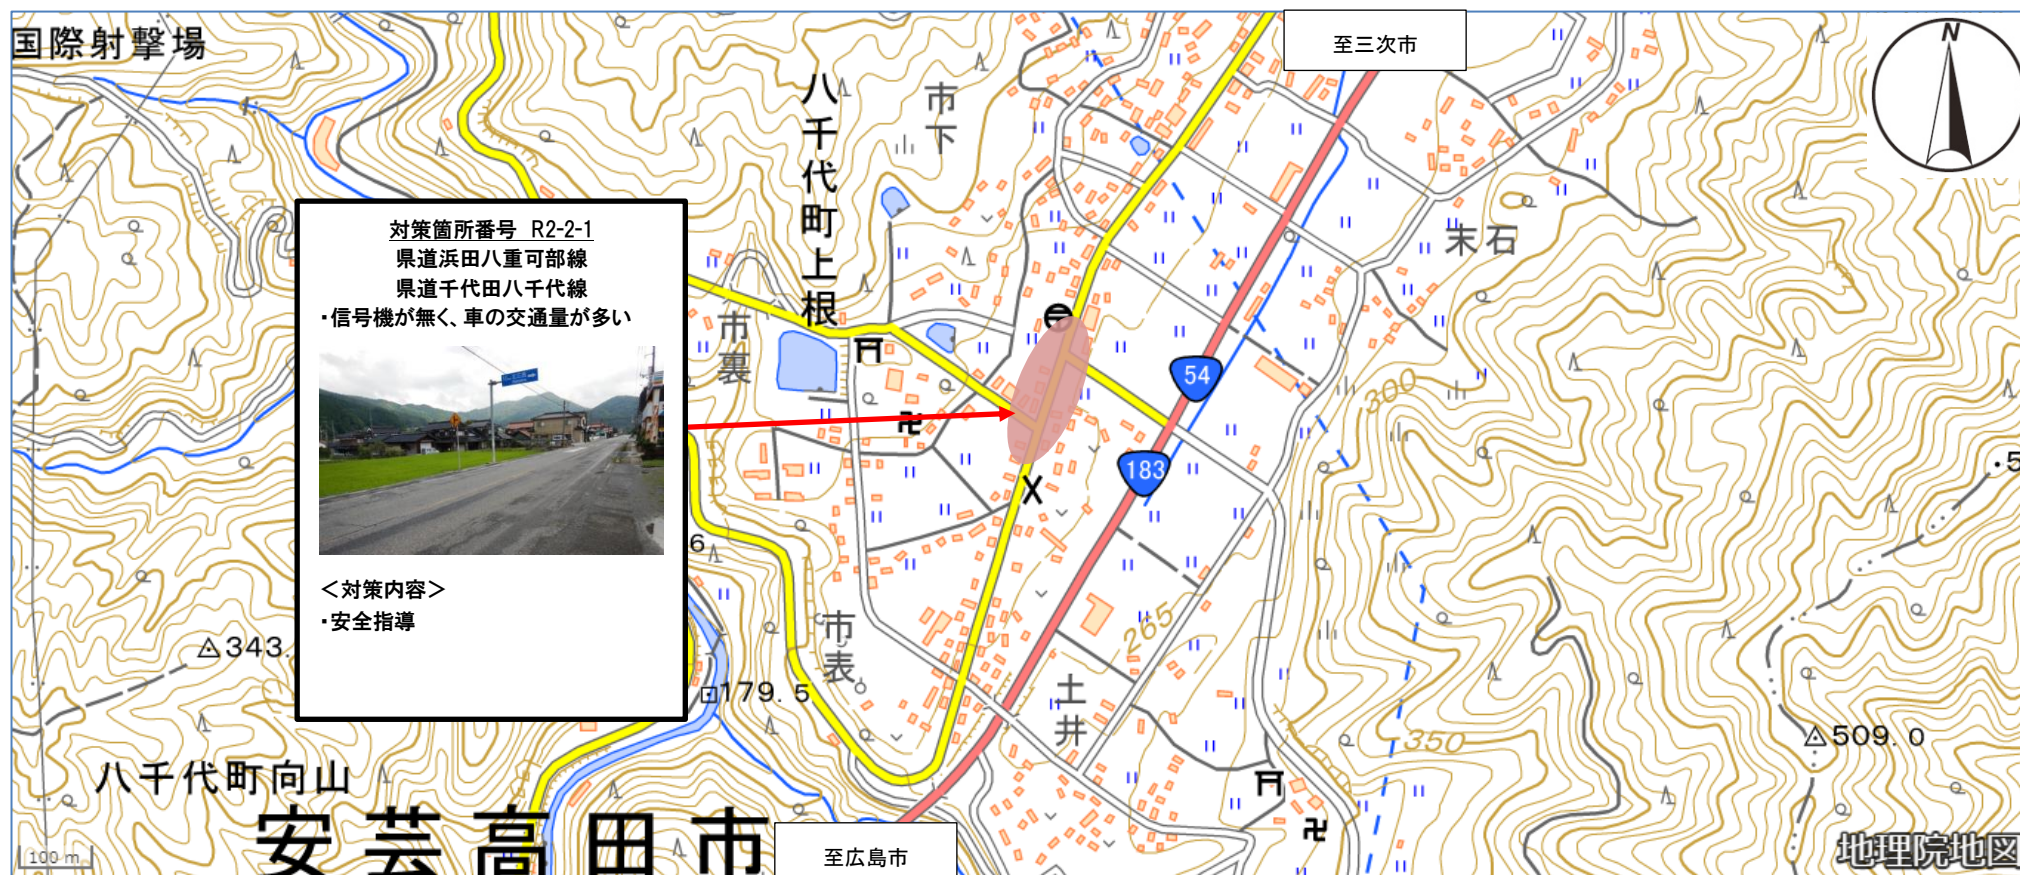 国際射撃場
至三次市
N
八千代町上根
市下
末石
対策箇所番号 R2-2-1
県道浜田八重可部線
県道千代田八千代線
・信号機が無く、車の交通量が多い
＜対策内容＞
・安全指導
市裏
54
300
183
・5
6
市表
265
343.
179.5
土井
350
509.0
八千代町向山
安芸高田市
至広島市
100 m
地理院地図